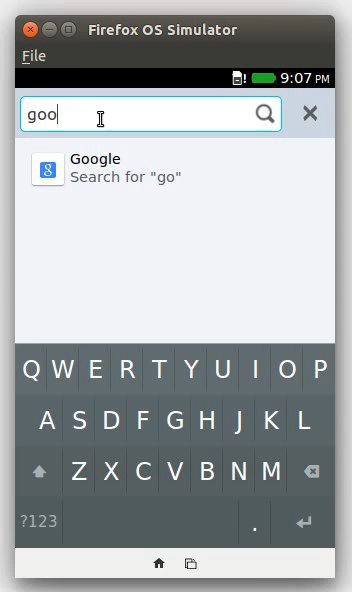 Firefox OS Simulator
File
9:07 PM
goo
Google
Search for "go"
Q W E R T Y U I O P
A S D F G H J K L
Z X C V B N M
?123 .